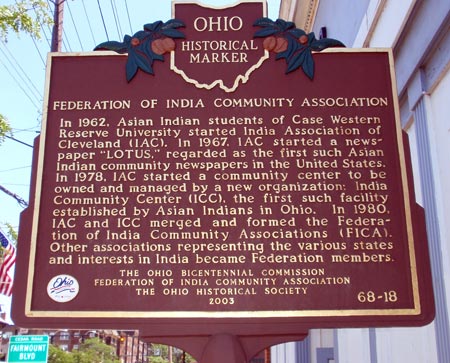 OHIO
HISTORICAL
MARKER
FEDERATION OF INDIA COMMUNITY ASSOCIATION
In 1962, Asian Indian students of Case Western
Reserve University started India Association of
Cleveland (IAC). In 1967, IAC started a news-
paper "LOTUS," regarded as the first such Asian
Indian community newspapers in the United States.
In 1978, IAC started a community center to be
owned and managed by a new organization: India
Community Center (ICC), the first such facility
established by Asian Indians in Ohio. In 1980,
IAC and ICC merged and formed the Federa-
tion of India Community Associations (FICA).
Other associations representing the various states
and interests in India became Federation members.
THE OHIO BICENTENNIAL COMMISSION
FEDERATION OF INDIA COMMUNITY ASSOCIATION
THE OHIO HISTORICAL SOCIETY
2003
68-18
Ohio
CEDAR ROAD
FAIRMOUNT
BLVD